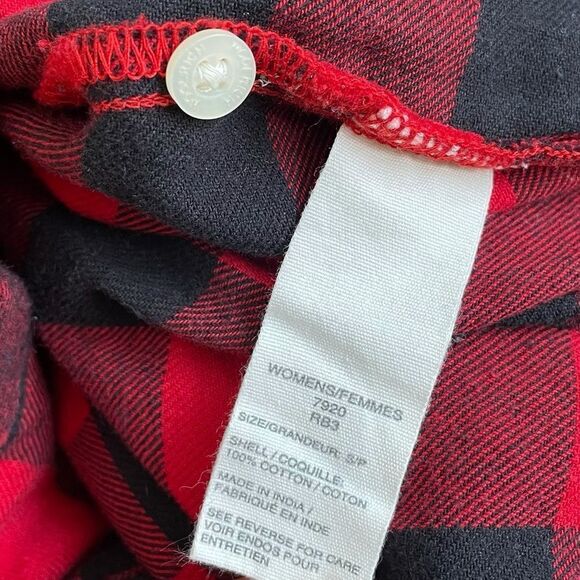 WOMENS/FEMMES
7920
RB3
SIZE/GRANDEUR: S/P
SHELL / COQUILLE:
100% COTTON / COTON
MADE IN INDIA /
FABRIQUÉ EN INDE
SEE REVERSE FOR CARE
VOIR ENDOS POUR
ENTRETIEN